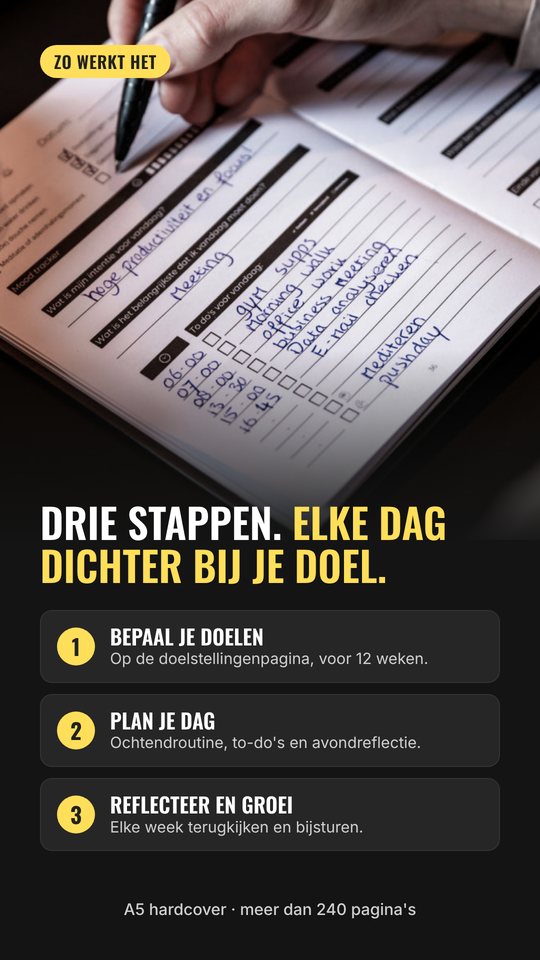 ZO WERKT HET
Datum:
Mood tracker
Wat is mijn intentie voor vandaag?
hoge productiviteit en focus!
Wat is het belangrijkste dat ik vandaag moet doen?
Meeting
To do's voor vandaag:
06:00 gym supps
07:00 morning walk
08:00 office work
13:30 business meeting
15:00 Data analyseren
16:45 E-mail checken
mediteren
pushday
DRIE STAPPEN. ELKE DAG
DICHTER BIJ JE DOEL.
1
BEPAAL JE DOELEN
Op de doelstellingenpagina, voor 12 weken.
2
PLAN JE DAG
Ochtendroutine, to-do's en avondreflectie.
3
REFLECTEER EN GROEI
Elke week terugkijken en bijsturen.
A5 hardcover · meer dan 240 pagina's